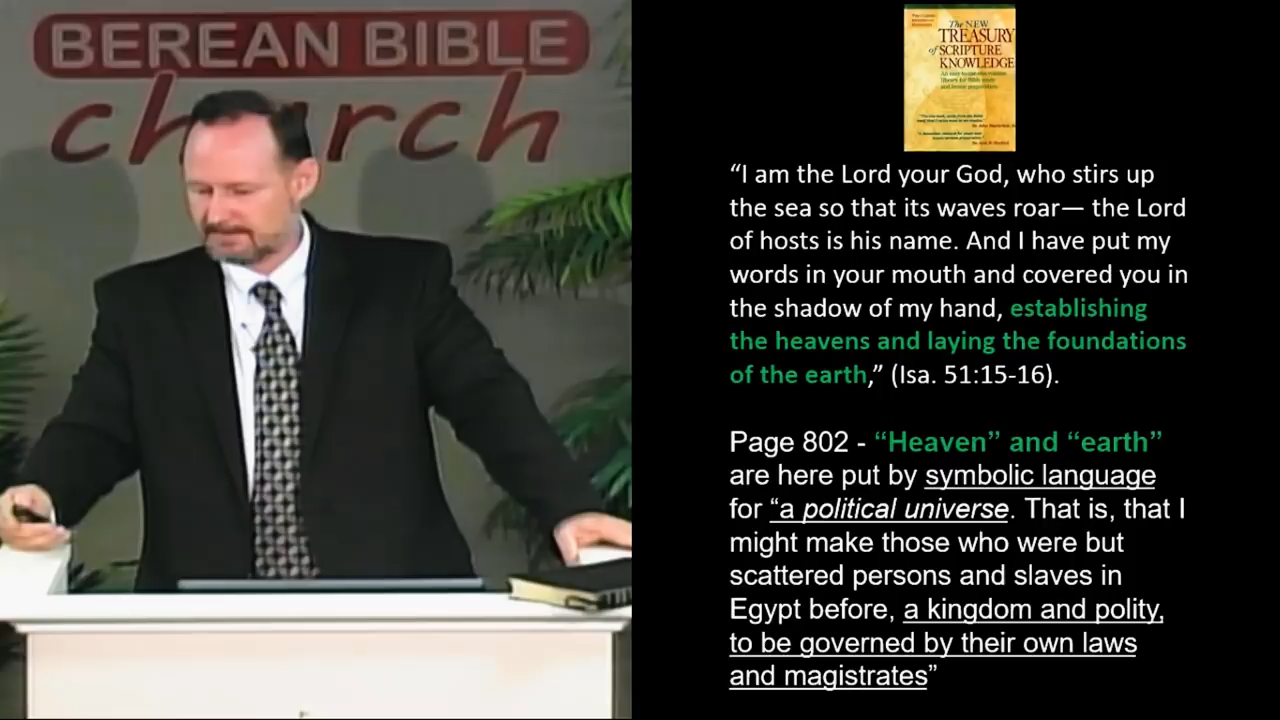 BEREAN BIBLE
church
The NEW
TREASURY
of SCRIPTURE
KNOWLEDGE
“I am the Lord your God, who stirs up
the sea so that its waves roar— the Lord
of hosts is his name. And I have put my
words in your mouth and covered you in
the shadow of my hand, establishing
the heavens and laying the foundations
of the earth,” (Isa. 51:15-16).
Page 802 - “Heaven” and “earth”
are here put by symbolic language
for “a political universe. That is, that I
might make those who were but
scattered persons and slaves in
Egypt before, a kingdom and polity,
to be governed by their own laws
and magistrates”